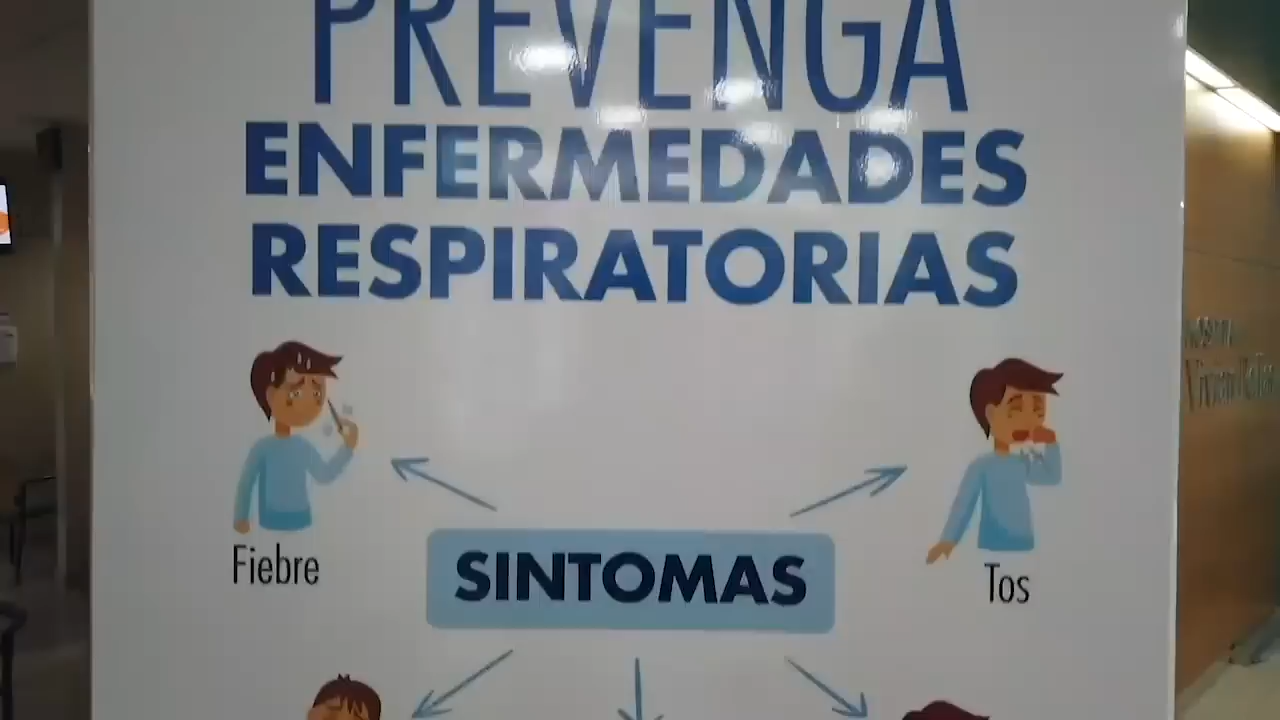 PREVENGA
ENFERMEDADES
RESPIRATORIAS
Fiebre
SINTOMAS
Tos